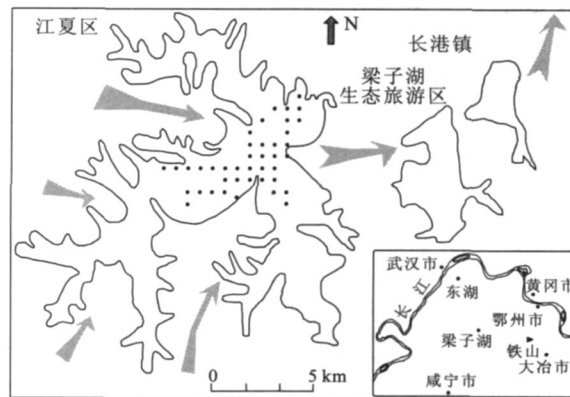 江夏区
N
长港镇
梁子湖
生态旅游区
0 5 km
武汉市
长江
东湖
黄冈市
鄂州市
梁子湖
铁山
大冶市
咸宁市